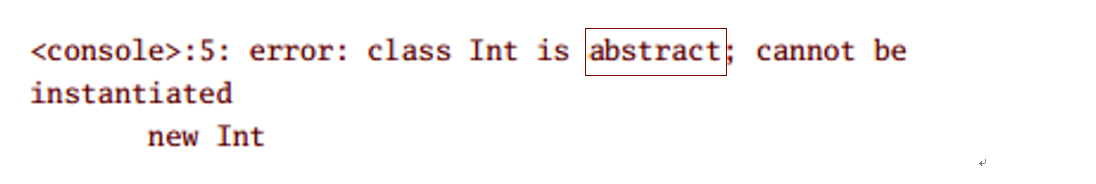 <console>:5: error: class Int is abstract; cannot be
instantiated
new Int